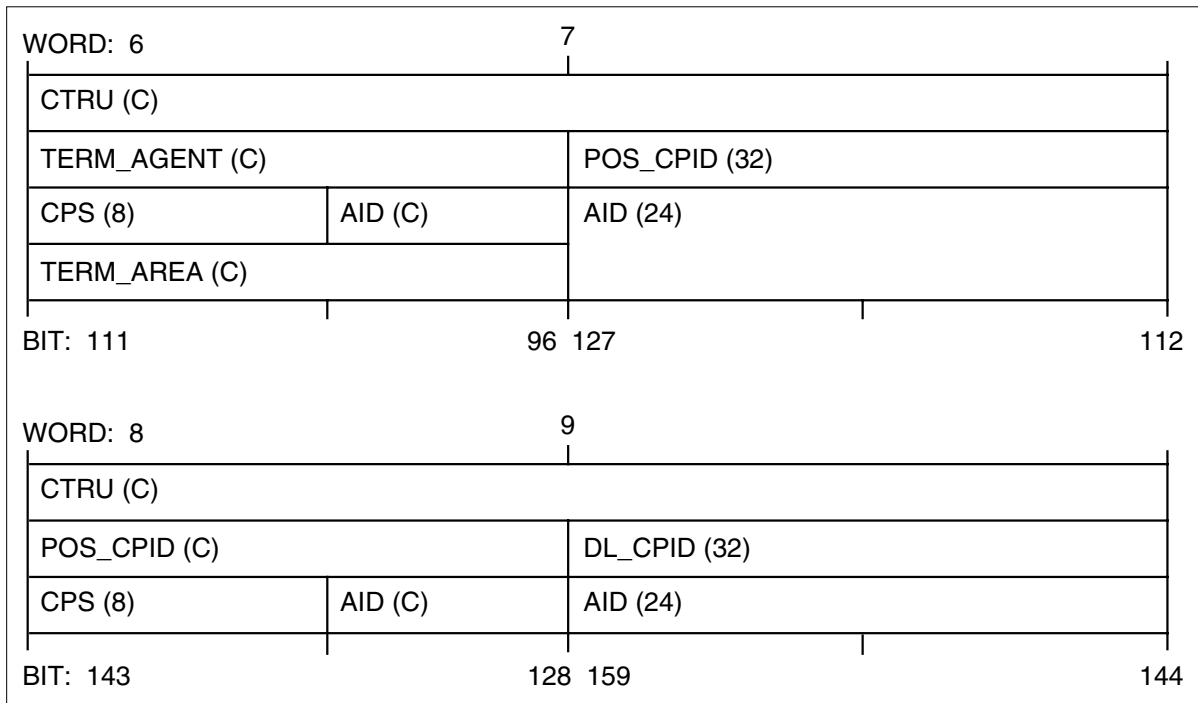 WORD: 6 7
CTRU (C)
TERM_AGENT (C) POS_CPID (32)
CPS (8) AID (C) AID (24)
TERM_AREA (C)
BIT: 111 96 127 112
WORD: 8 9
CTRU (C)
POS_CPID (C) DL_CPID (32)
CPS (8) AID (C) AID (24)
BIT: 143 128 159 144